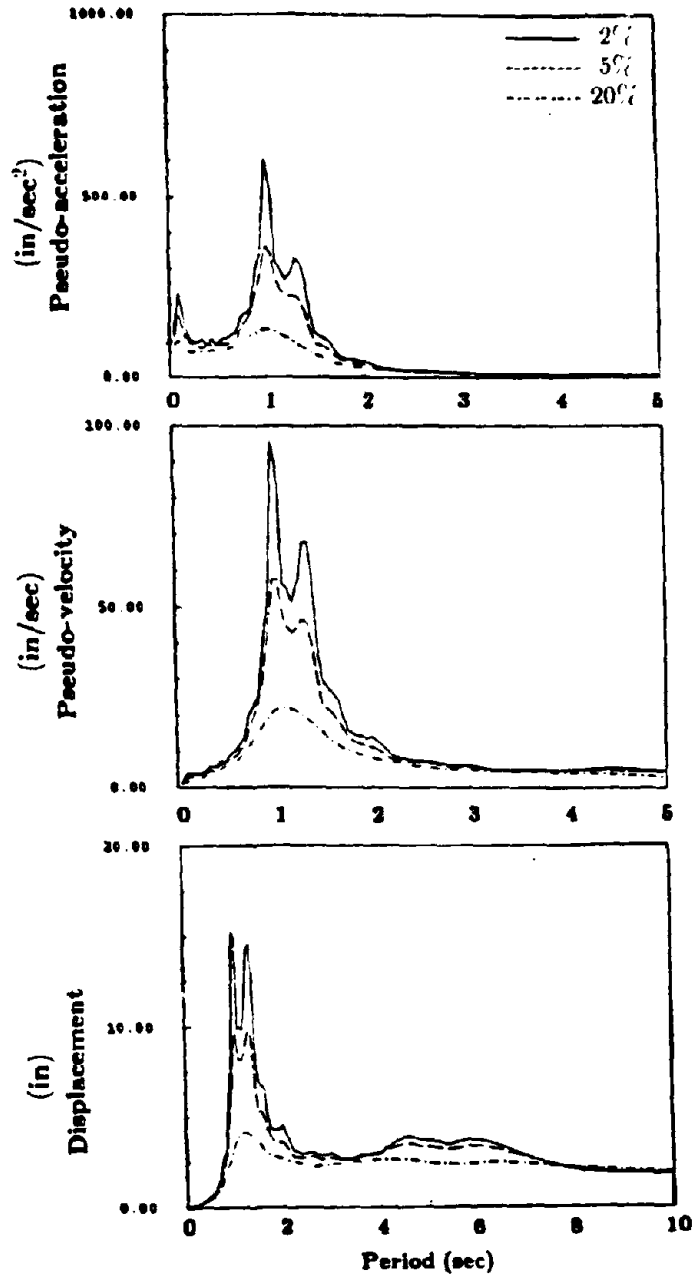 1000.00
2%
5%
20%
500.00
(in/sec²)
Pseudo-acceleration
0.00
0 1 2 3 4 5
100.00
50.00
(in/sec)
Pseudo-velocity
0.00
0 1 2 3 4 5
20.00
10.00
(in)
Displacement
0.00
0 2 4 6 8 10
Period (sec)